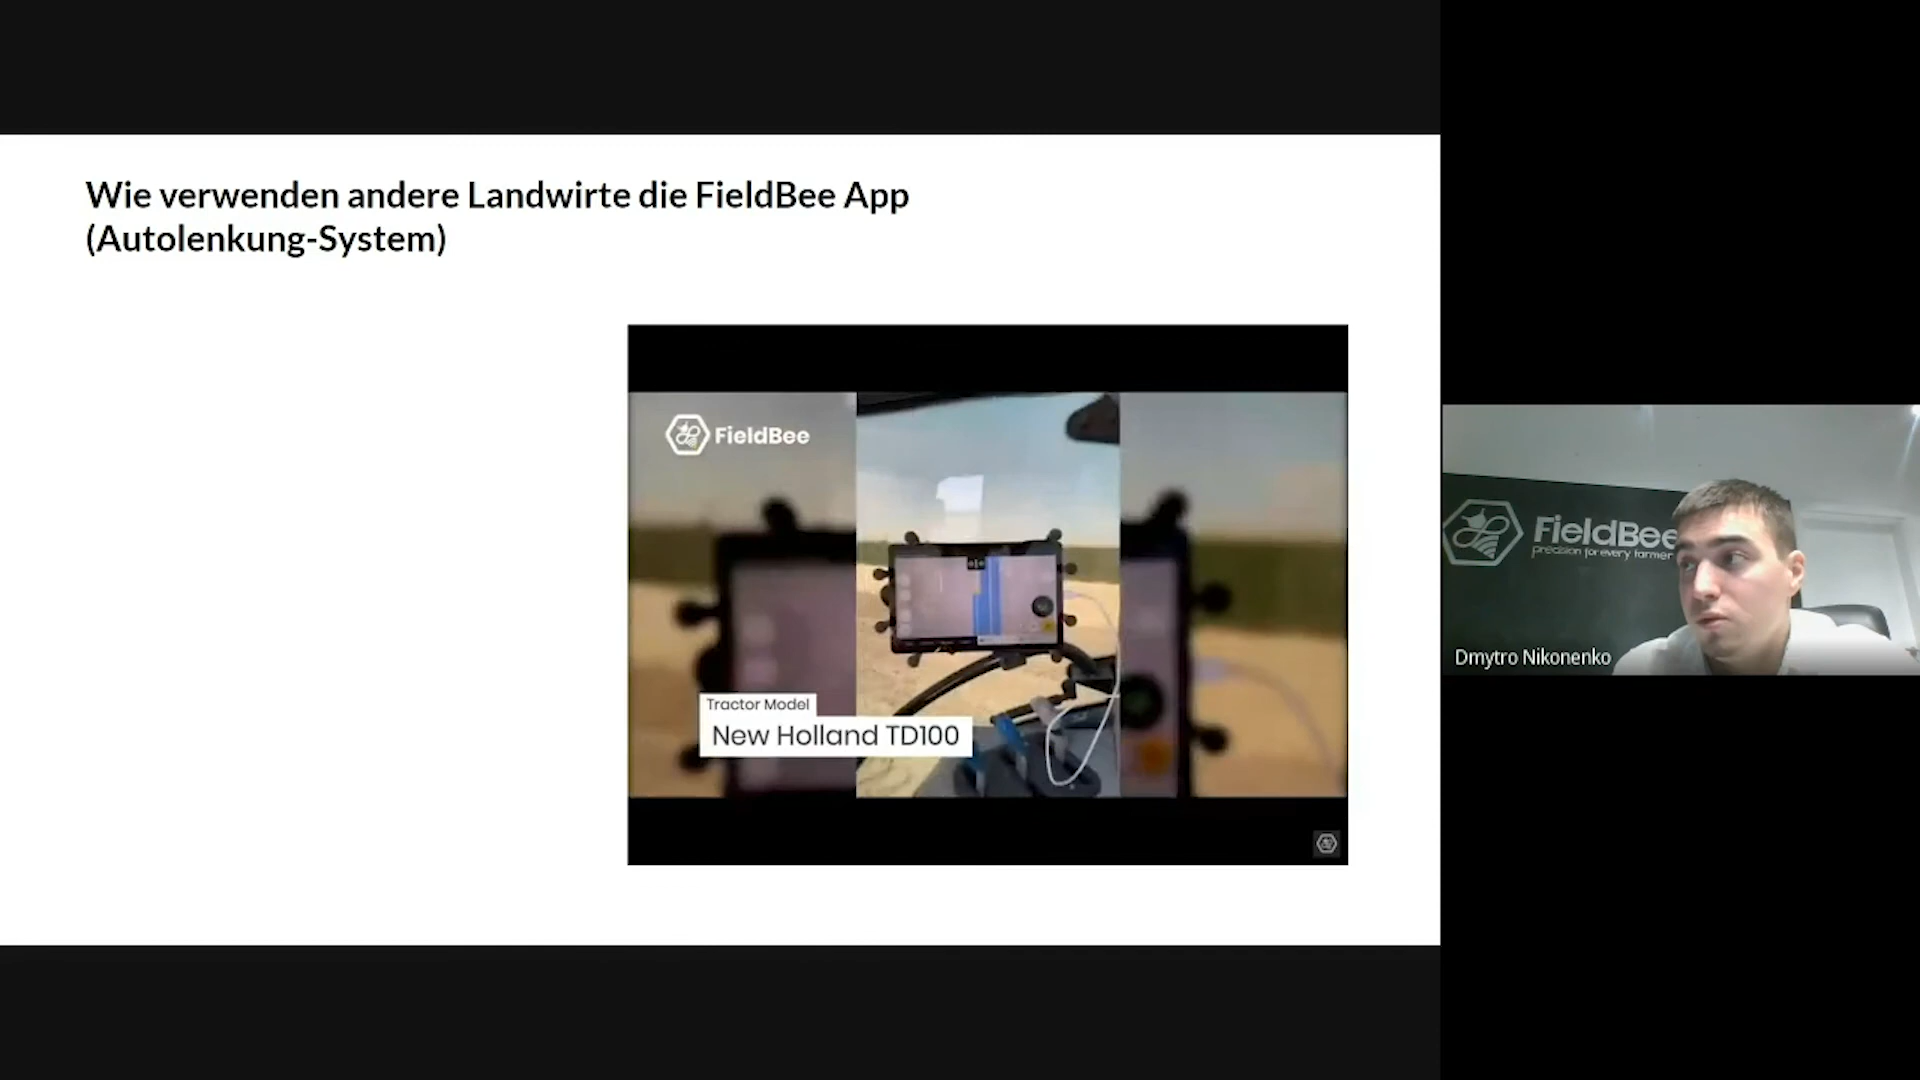 Wie verwenden andere Landwirte die FieldBee App
(Autolenkung-System)
FieldBee
Tractor Model
New Holland TD100
FieldBee
precision for every farmer
Dmytro Nikonenko